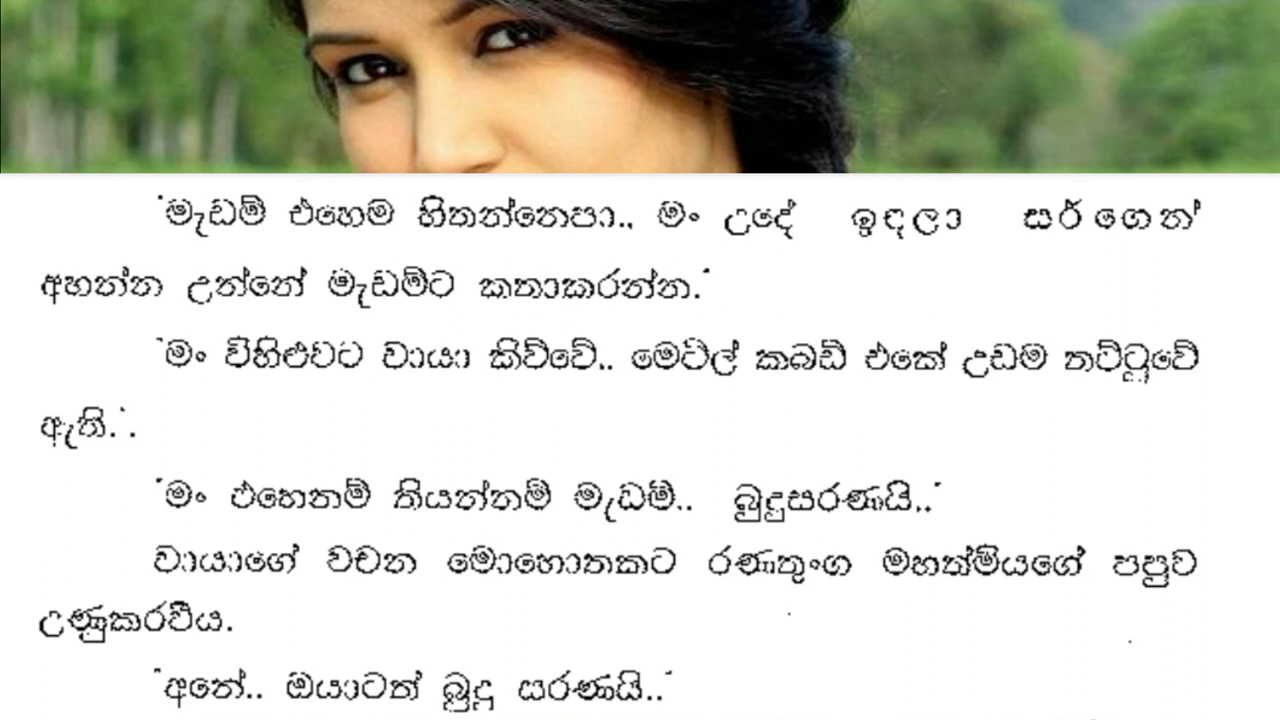 'මැඩම් එහෙම හිතන්නෙපා., මං උදේ ඉඳලා සර්ගෙන්
අහන්න උන්නේ මැඩම්ට කතාකරන්න.'
'මං විහිළුවට චායා කිව්වේ.. මෙටල් කබඩ් එකේ උඩම තට්ටුවේ
ඇති.'.
'මං එහෙනම් තියන්නම් මැඩම්.. බුදුසරණයි..'
චායාගේ වචන මොහොතකට රණතුංග මහත්මියගේ පපුව
උණුකරවීය.
'අනේ.. ඔයාටත් බුදු සරණයි..'